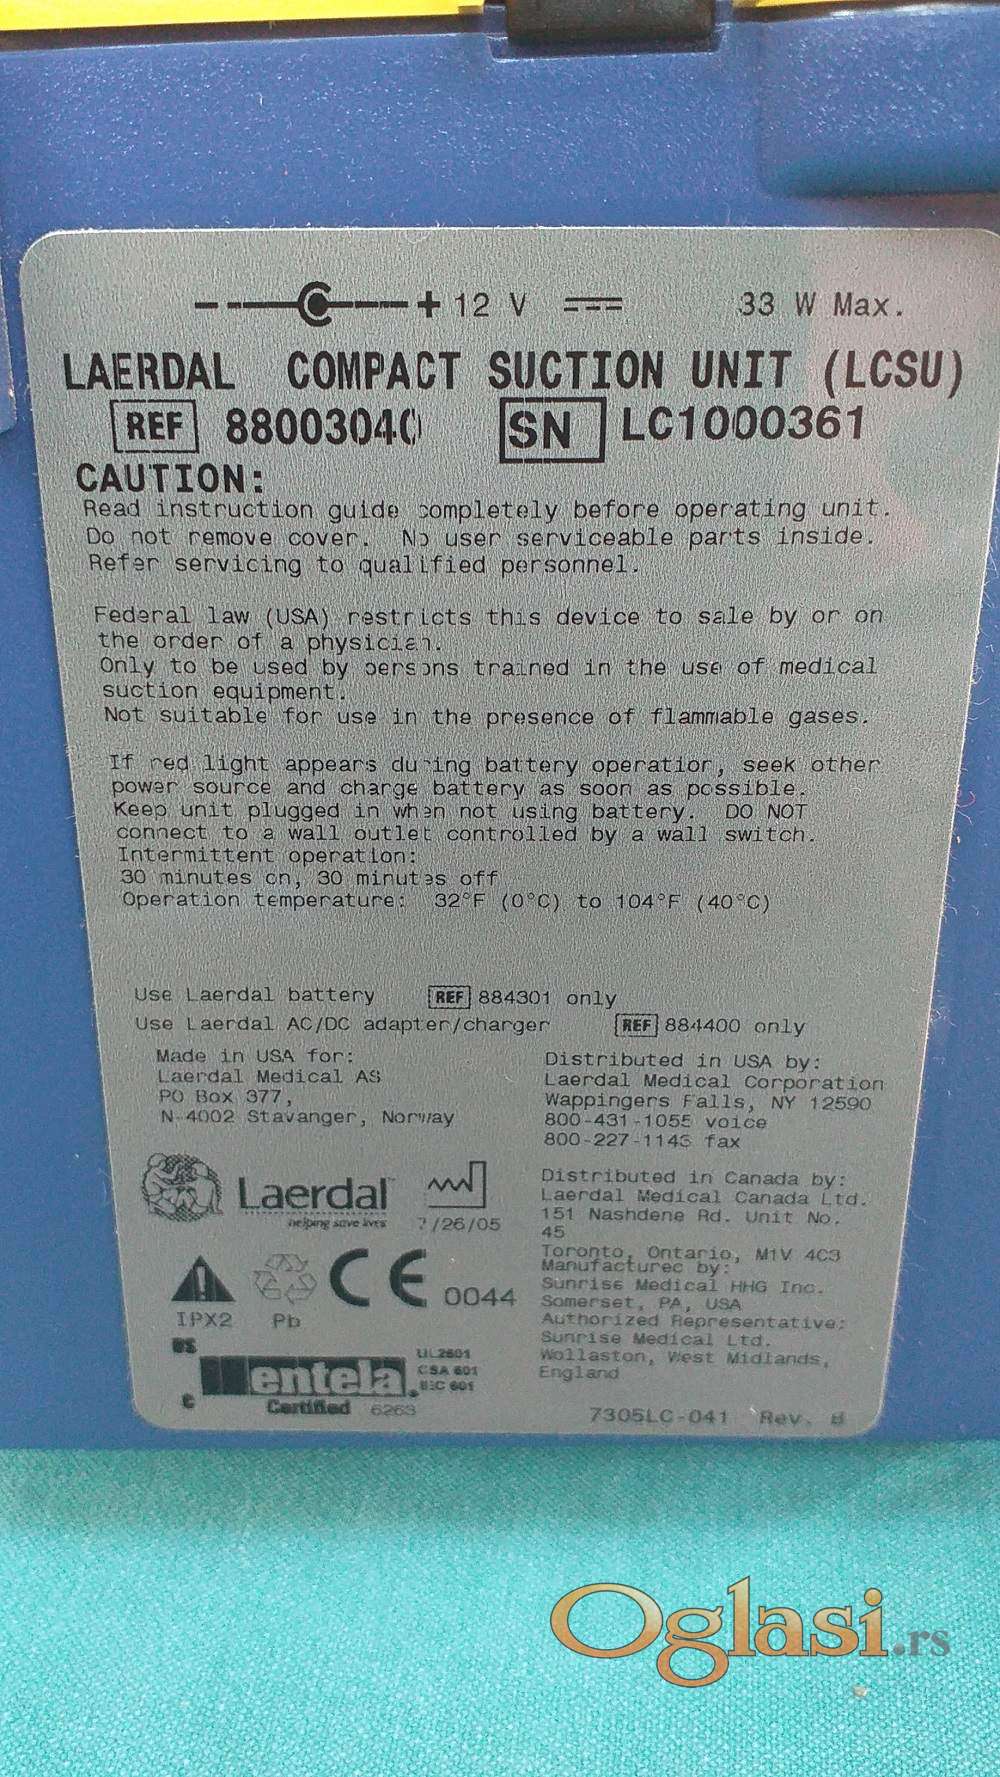 + 12 V 33 W Max.
LAERDAL COMPACT SUCTION UNIT (LCSU)
REF 88003040 SN LC1000361
CAUTION:
Read instruction guide completely before operating unit.
Do not remove cover. No user serviceable parts inside.
Refer servicing to qualified personnel.
Federal law (USA) restricts this device to sale by or on
the order of a physician.
Only to be used by persons trained in the use of medical
suction equipment.
Not suitable for use in the presence of flammable gases.
If red light appears during battery operation, seek other
power source and charge battery as soon as possible.
Keep unit plugged in when not using battery. DO NOT
connect to a wall outlet controlled by a wall switch.
Intermittent operation:
30 minutes on, 30 minutes off
Operation temperature: 32°F (0°C) to 104°F (40°C)
Use Laerdal battery REF 884301 only
Use Laerdal AC/DC adapter/charger REF 884400 only
Made in USA for:
Laerdal Medical AS
PO Box 377,
N-4002 Stavanger, Norway
Distributed in USA by:
Laerdal Medical Corporation
Wappingers Falls, NY 12590
800-431-1055 voice
800-227-1143 fax
Laerdal
helping save lives
7/26/05
Distributed in Canada by:
Laerdal Medical Canada Ltd.
151 Nashdene Rd. Unit No.
45
Toronto, Ontario, M1V 4C3
Manufactured by:
Sunrise Medical HHG Inc.
Somerset, PA, USA
Authorized Representative:
Sunrise Medical Ltd.
Wollaston, West Midlands,
England
CE 0044
IPX2 Pb
US
entela.
C
Certified 6263
UL2601
CSA 601
IEC 601
7305LC-041 Rev.
Oglasi.rs